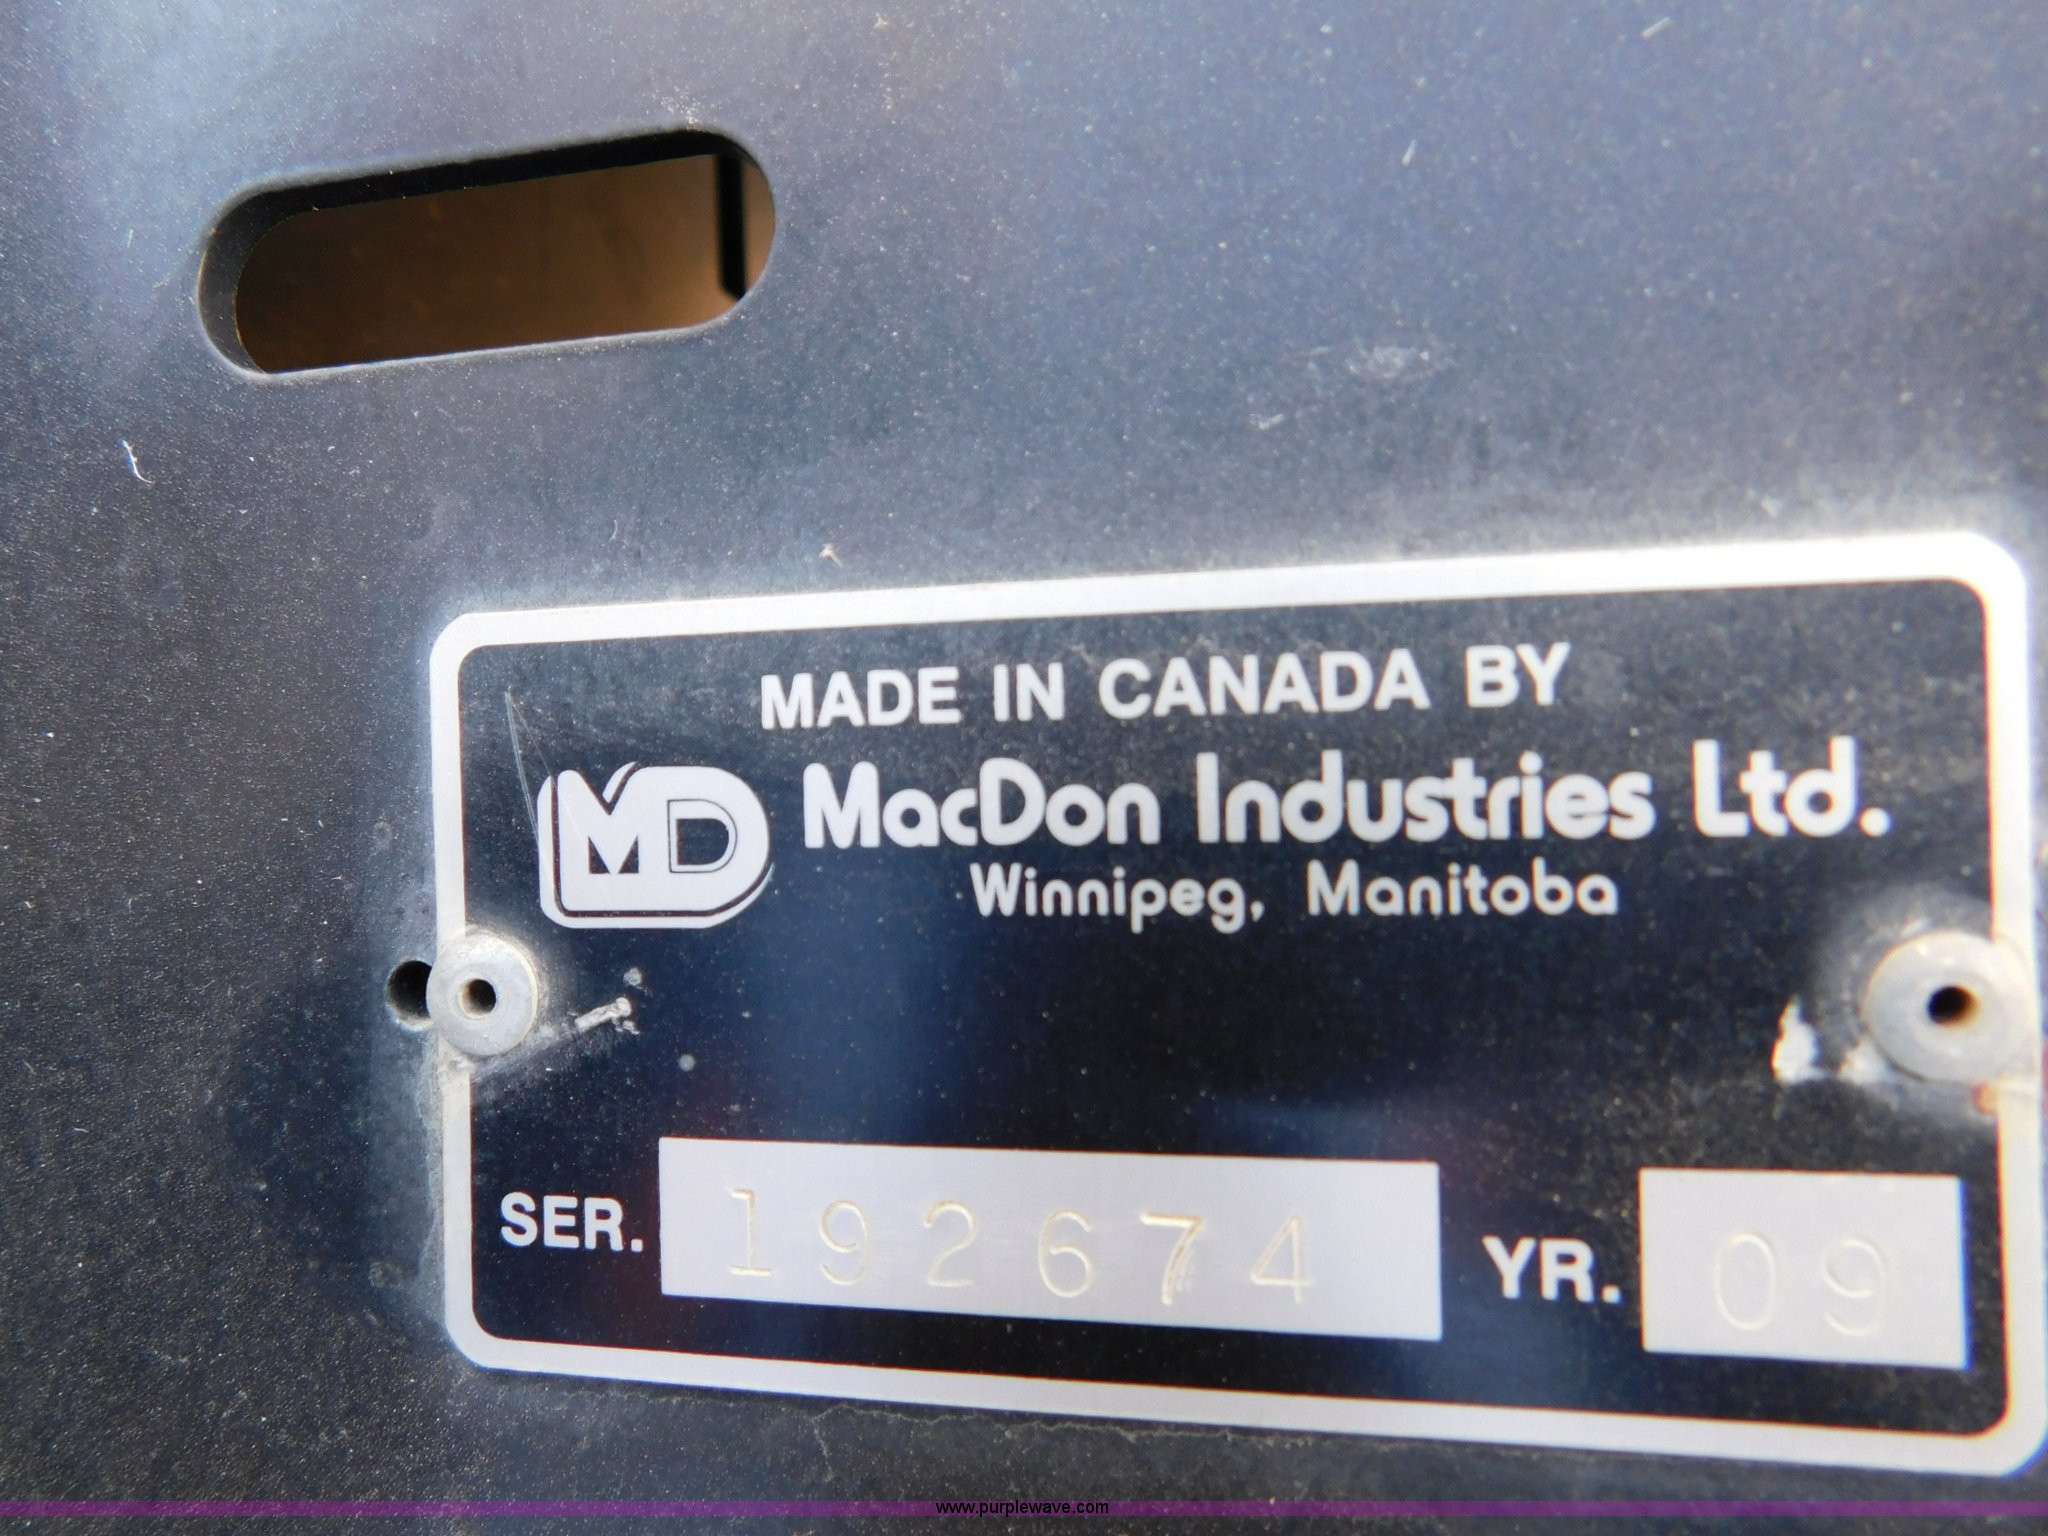 MADE IN CANADA BY
MD MacDon Industries Ltd.
Winnipeg, Manitoba
SER. 192674 YR. 09
www.purplewave.com